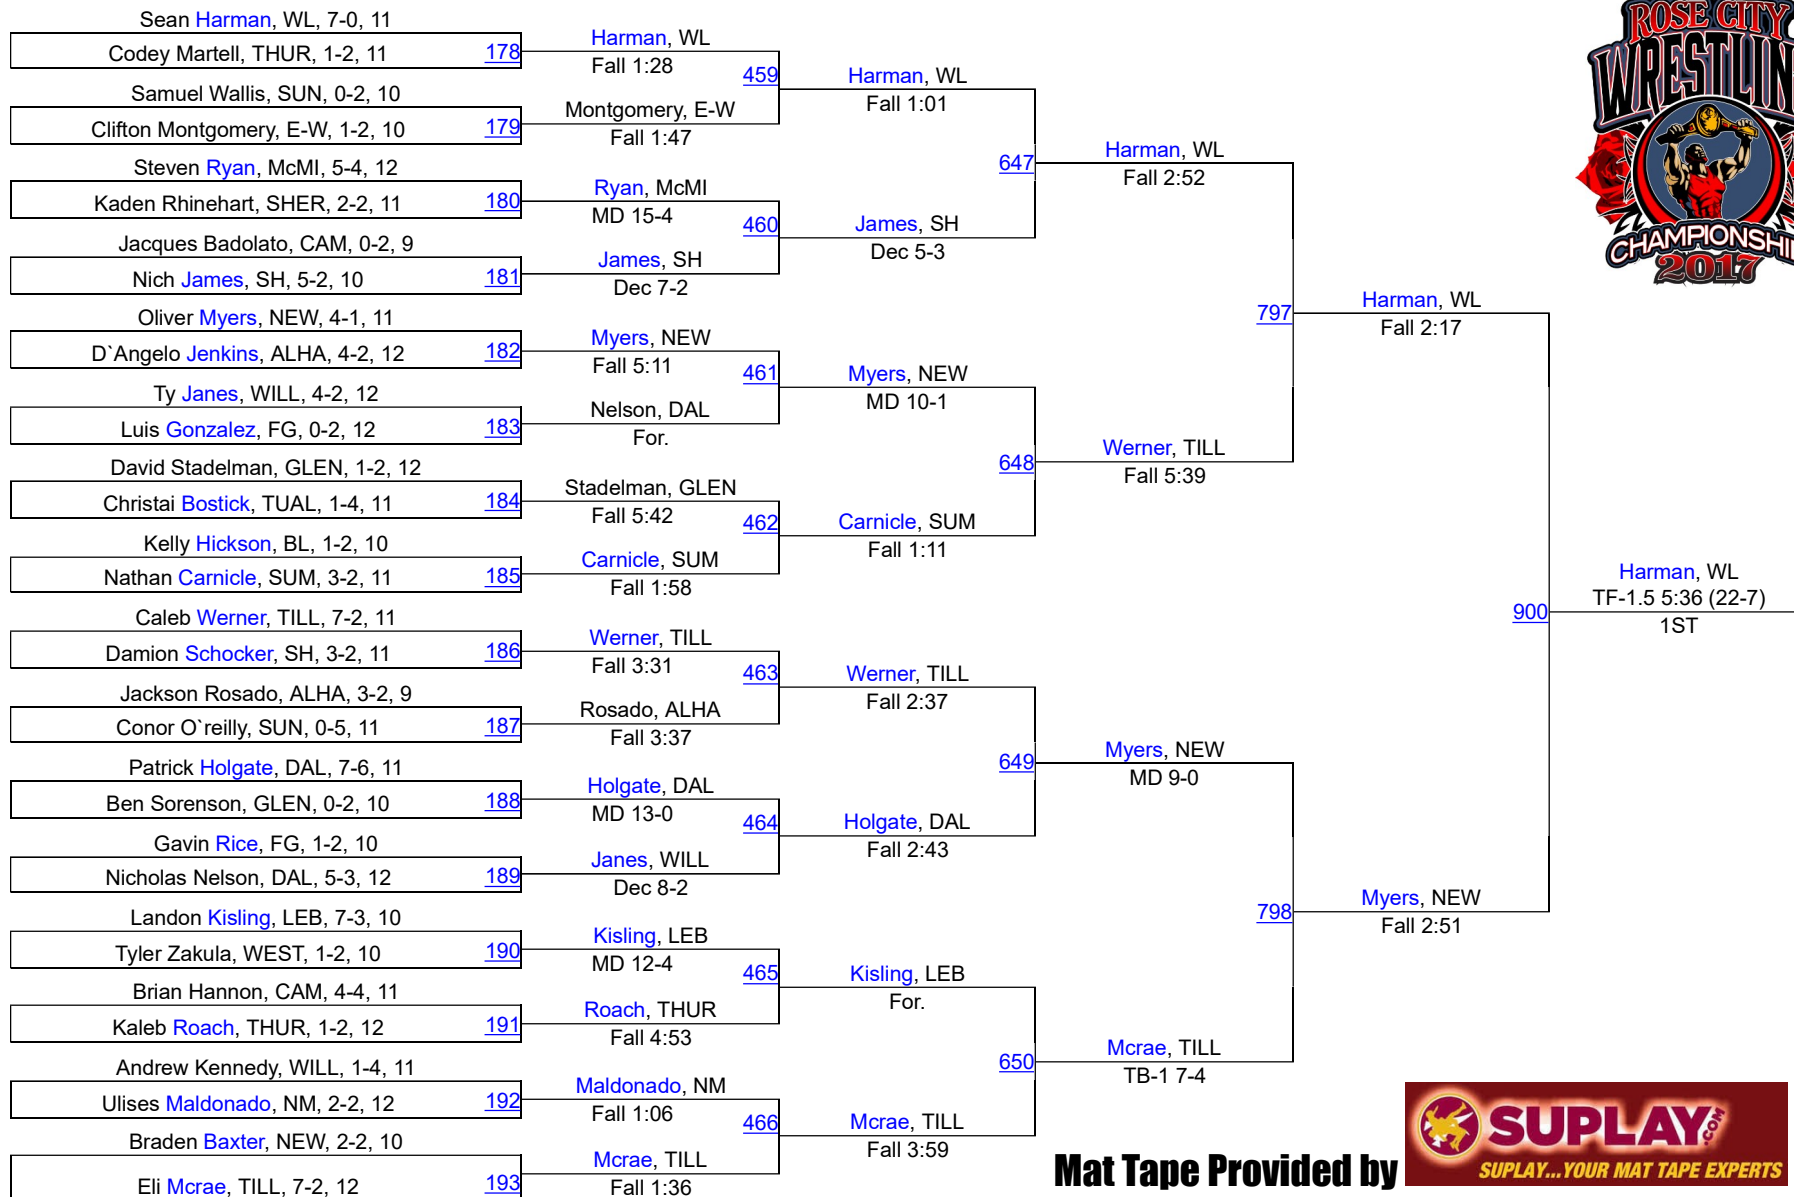 Sean Harman, WL, 7-0, 11
Codey Martell, THUR, 1-2, 11
178
Samuel Wallis, SUN, 0-2, 10
Clifton Montgomery, E-W, 1-2, 10
179
Steven Ryan, McMI, 5-4, 12
Kaden Rhinehart, SHER, 2-2, 11
180
Jacques Badolato, CAM, 0-2, 9
Nich James, SH, 5-2, 10
181
Oliver Myers, NEW, 4-1, 11
D`Angelo Jenkins, ALHA, 4-2, 12
182
Ty Janes, WILL, 4-2, 12
Luis Gonzalez, FG, 0-2, 12
183
David Stadelman, GLEN, 1-2, 12
Christai Bostick, TUAL, 1-4, 11
184
Kelly Hickson, BL, 1-2, 10
Nathan Carnicle, SUM, 3-2, 11
185
Caleb Werner, TILL, 7-2, 11
Damion Schocker, SH, 3-2, 11
186
Jackson Rosado, ALHA, 3-2, 9
Conor O`reilly, SUN, 0-5, 11
187
Patrick Holgate, DAL, 7-6, 11
Ben Sorenson, GLEN, 0-2, 10
188
Gavin Rice, FG, 1-2, 10
Nicholas Nelson, DAL, 5-3, 12
189
Landon Kisling, LEB, 7-3, 10
Tyler Zakula, WEST, 1-2, 10
190
Brian Hannon, CAM, 4-4, 11
Kaleb Roach, THUR, 1-2, 12
191
Andrew Kennedy, WILL, 1-4, 11
Ulises Maldonado, NM, 2-2, 12
192
Braden Baxter, NEW, 2-2, 10
Eli Mcrae, TILL, 7-2, 12
193
Harman, WL
Fall 1:28
459
Montgomery, E-W
Fall 1:47
Ryan, McMI
MD 15-4
460
James, SH
Dec 7-2
Myers, NEW
Fall 5:11
461
Nelson, DAL
For.
Stadelman, GLEN
Fall 5:42
462
Carnicle, SUM
Fall 1:58
Werner, TILL
Fall 3:31
463
Rosado, ALHA
Fall 3:37
Holgate, DAL
MD 13-0
464
Janes, WILL
Dec 8-2
Kisling, LEB
MD 12-4
465
Roach, THUR
Fall 4:53
Maldonado, NM
Fall 1:06
466
Mcrae, TILL
Fall 1:36
Harman, WL
Fall 1:01
647
James, SH
Dec 5-3
Myers, NEW
MD 10-1
648
Carnicle, SUM
Fall 1:11
Werner, TILL
Fall 2:37
649
Holgate, DAL
Fall 2:43
Kisling, LEB
For.
650
Mcrae, TILL
Fall 3:59
Harman, WL
Fall 2:52
797
Werner, TILL
Fall 5:39
Myers, NEW
MD 9-0
798
Mcrae, TILL
TB-1 7-4
Harman, WL
Fall 2:17
900
Myers, NEW
Fall 2:51
Harman, WL
TF-1.5 5:36 (22-7)
1ST
ROSE CITY
WRESTLIN
CHAMPIONSHI
2017
Mat Tape Provided by
SUPLAY.COM
SUPLAY...YOUR MAT TAPE EXPERTS